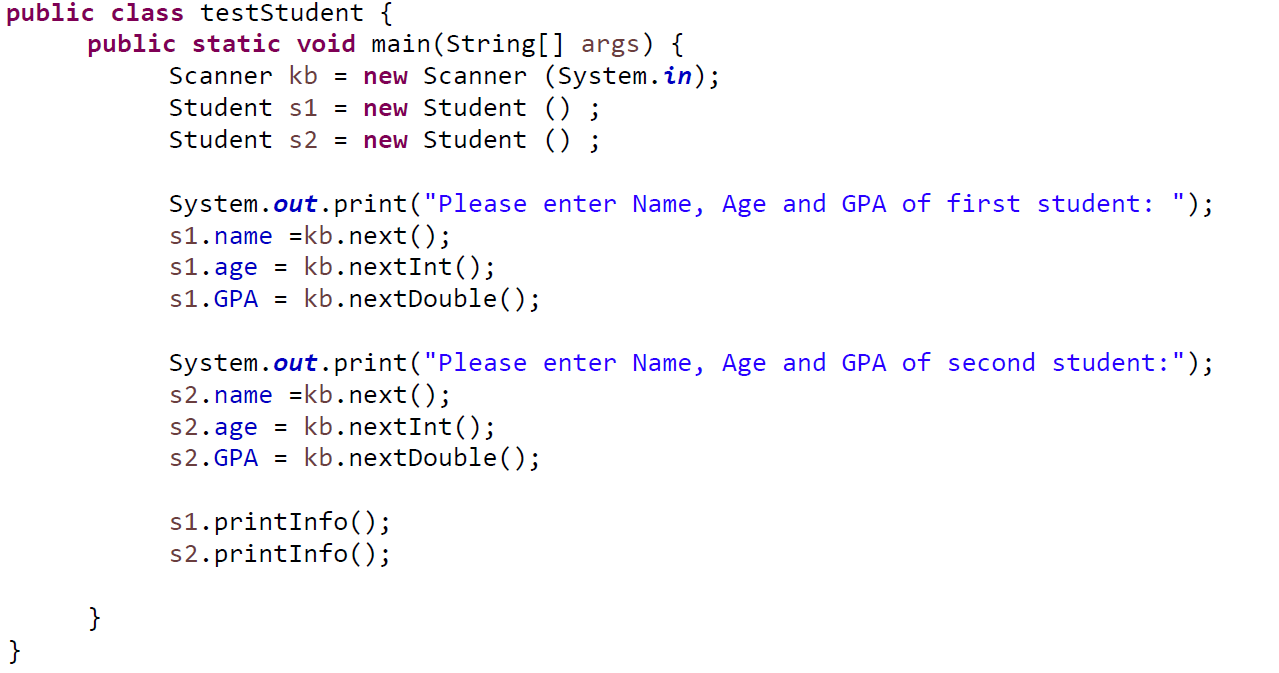 public class testStudent {
public static void main(String[] args) {
Scanner kb = new Scanner (System.in);
Student s1 = new Student () ;
Student s2 = new Student () ;
System.out.print("Please enter Name, Age and GPA of first student: ");
s1.name =kb.next();
s1.age = kb.nextInt();
s1.GPA = kb.nextDouble();
System.out.print("Please enter Name, Age and GPA of second student:");
s2.name =kb.next();
s2.age = kb.nextInt();
s2.GPA = kb.nextDouble();
s1.printInfo();
s2.printInfo();
}
}